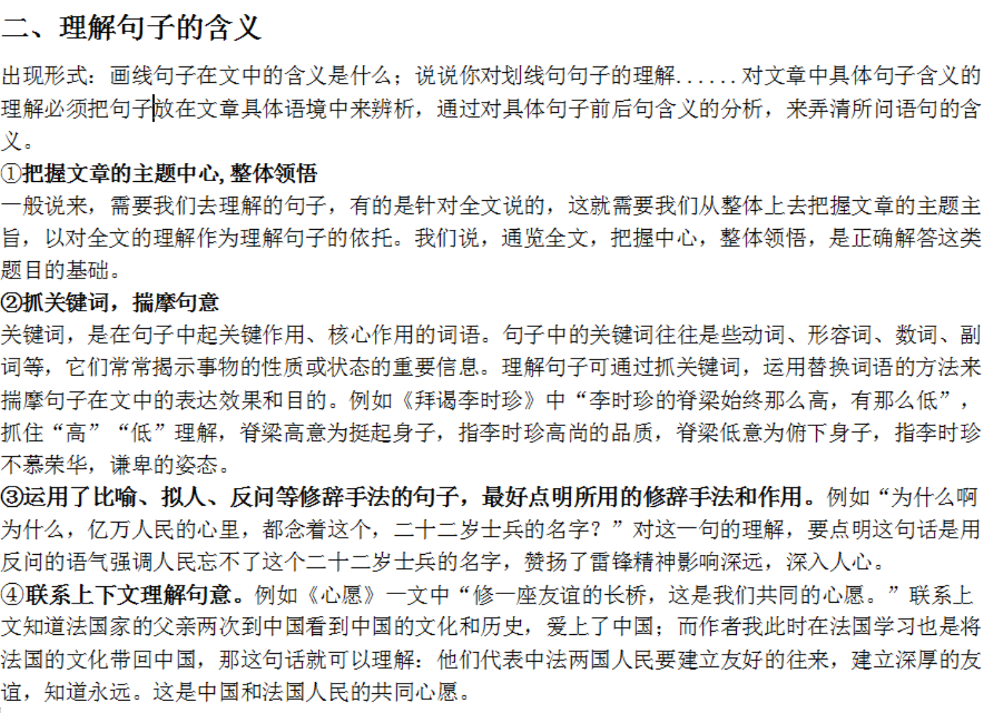 二、理解句子的含义
出现形式：画线句子在文中的含义是什么；说说你对划线句句子的理解......对文章中具体句子含义的
理解必须把句子放在文章具体语境中来辨析，通过对具体句子前后句含义的分析，来弄清所问语句的含
义。
①把握文章的主题中心,整体领悟
一般说来，需要我们去理解的句子，有的是针对全文说的，这就需要我们从整体上去把握文章的主题主
旨，以对全文的理解作为理解句子的依托。我们说，通览全文，把握中心，整体领悟，是正确解答这类
题目的基础。
②抓关键词，揣摩句意
关键词，是在句子中起关键作用、核心作用的词语。句子中的关键词往往是些动词、形容词、数词、副
词等，它们常常揭示事物的性质或状态的重要信息。理解句子可通过抓关键词，运用替换词语的方法来
揣摩句子在文中的表达效果和目的。例如《拜谒李时珍》中“李时珍的脊梁始终那么高，有那么低”，
抓住“高”“低”理解，脊梁高意为挺起身子，指李时珍高尚的品质，脊梁低意为俯下身子，指李时珍
不慕荣华，谦卑的姿态。
③运用了比喻、拟人、反问等修辞手法的句子，最好点明所用的修辞手法和作用。例如“为什么啊
为什么，亿万人民的心里，都念着这个，二十二岁士兵的名字？”对这一句的理解，要点明这句话是用
反问的语气强调人民忘不了这个二十二岁士兵的名字，赞扬了雷锋精神影响深远，深入人心。
④联系上下文理解句意。例如《心愿》一文中“修一座友谊的长桥，这是我们共同的心愿。”联系上
文知道法国家的父亲两次到中国看到中国的文化和历史，爱上了中国；而作者我此时在法国学习也是将
法国的文化带回中国，那这句话就可以理解：他们代表中法两国人民要建立友好的往来，建立深厚的友
谊，知道永远。这是中国和法国人民的共同心愿。